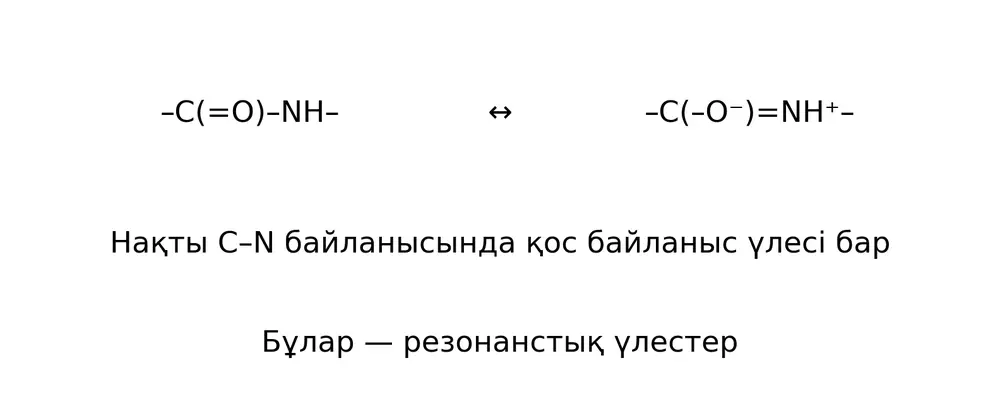 –C(=O)–NH– ↔ –C(–O⁻)=NH⁺–
Нақты C–N байланысында қос байланыс үлесі бар
Бұлар — резонанстық үлестер